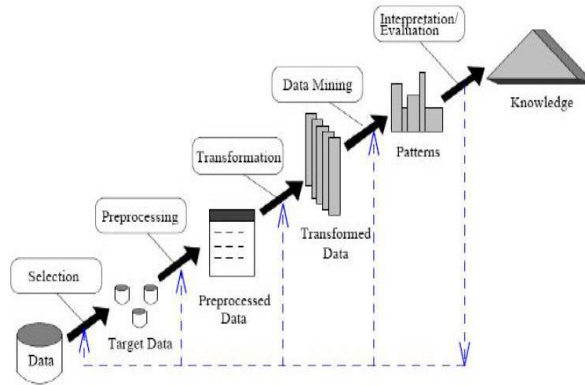 Interpretation/
Evaluation
Data Mining
Knowledge
Transformation
Patterns
Preprocessing
Transformed
Data
Selection
Preprocessed
Data
Data
Target Data